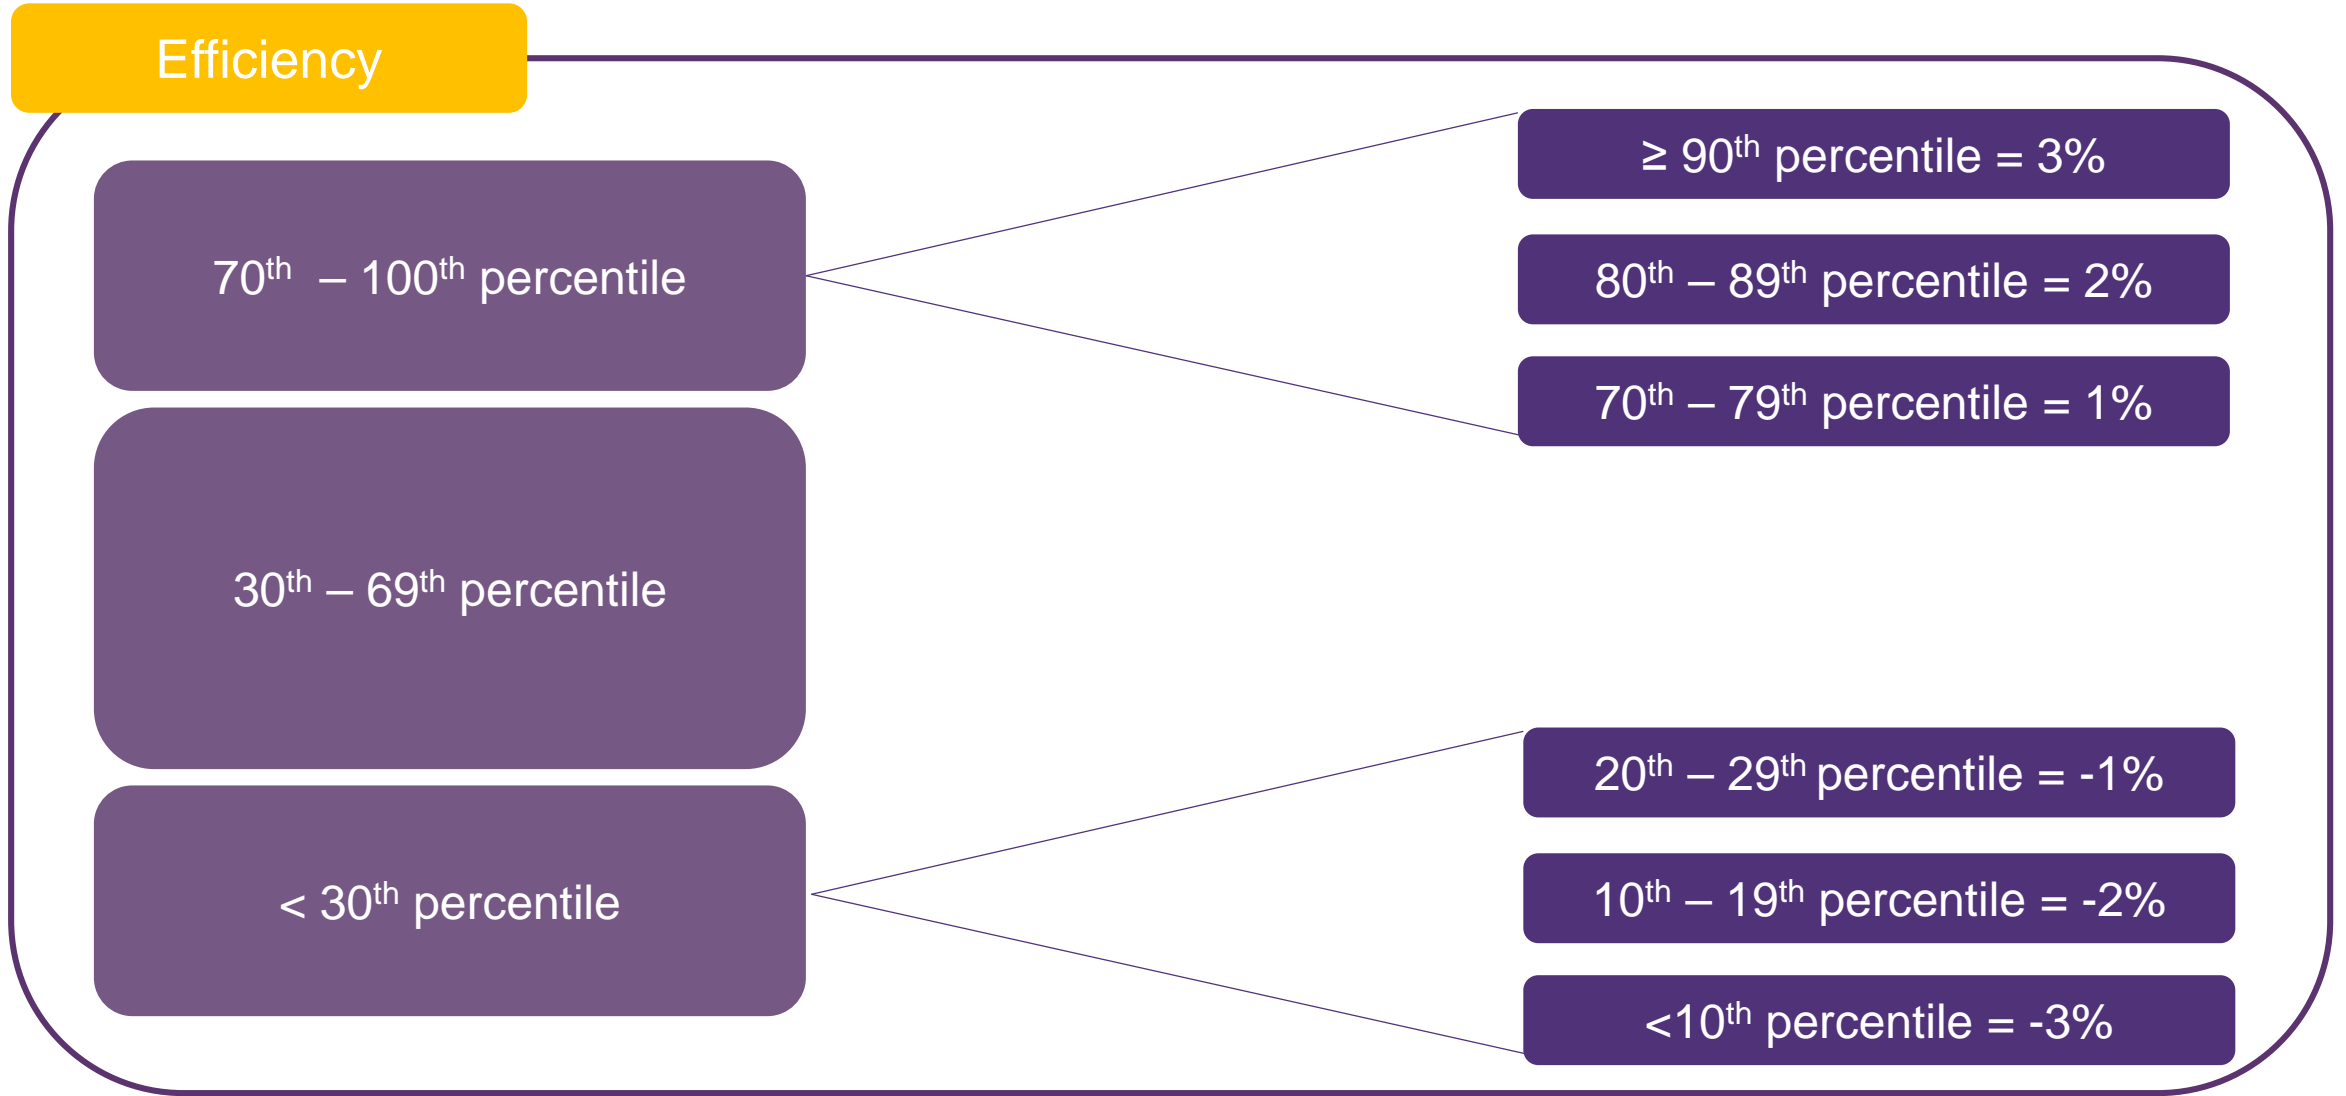 Efficiency
70th – 100th percentile
≥ 90th percentile = 3%
80th – 89th percentile = 2%
70th – 79th percentile = 1%
30th – 69th percentile
< 30th percentile
20th – 29th percentile = -1%
10th – 19th percentile = -2%
<10th percentile = -3%